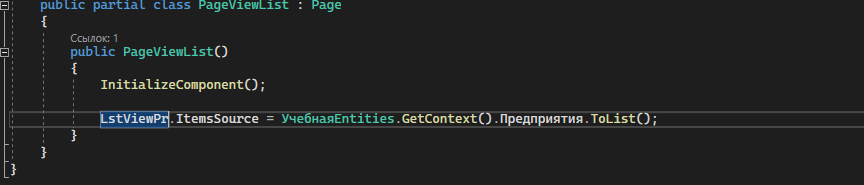 public partial class PageViewList : Page
{
Ссылок: 1
public PageViewList()
{
InitializeComponent();
LstViewPr.ItemsSource = УчебнаяEntities.GetContext().Предприятия.ToList();
}
}
}